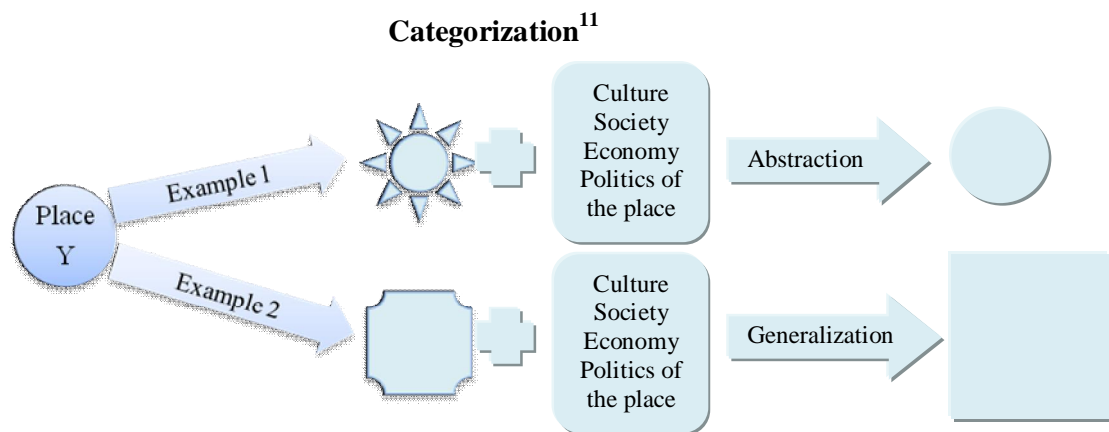 Categorization11
Example 1
Culture
Society
Economy
Politics of
the place
Abstraction
Place
Y
Example 2
Culture
Society
Economy
Politics of
the place
Generalization